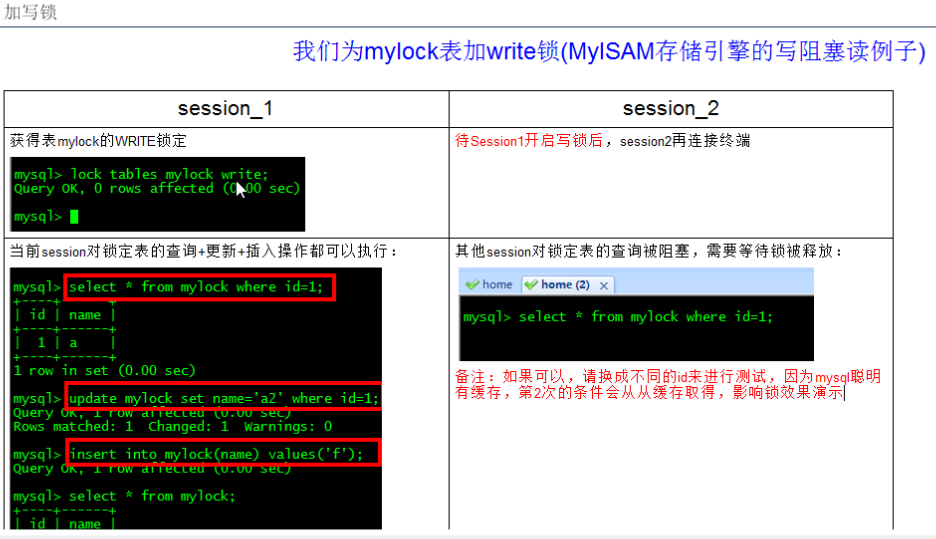 加写锁
我们为mylock表加write锁(MyISAM存储引擎的写阻塞读例子)
session_1
session_2
获得表mylock的WRITE锁定
mysql> lock tables mylock write;
Query OK, 0 rows affected (0.00 sec)
mysql>
待Session1开启写锁后，session2再连接终端
当前session对锁定表的查询+更新+插入操作都可以执行：
mysql> select * from mylock where id=1;
+----+------+
| id | name |
+----+------+
| 1 | a |
+----+------+
1 row in set (0.00 sec)
mysql> update mylock set name='a2' where id=1;
Query OK, 1 row affected (0.00 sec)
Rows matched: 1 Changed: 1 Warnings: 0
mysql> insert into mylock(name) values('f');
Query OK, 1 row affected (0.00 sec)
mysql> select * from mylock;
+----+------+
| id | name |
其他session对锁定表的查询被阻塞，需要等待锁被释放：
home
home (2)
mysql> select * from mylock where id=1;
备注：如果可以，请换成不同的id来进行测试，因为mysql聪明
有缓存，第2次的条件会从从缓存取得，影响锁效果演示